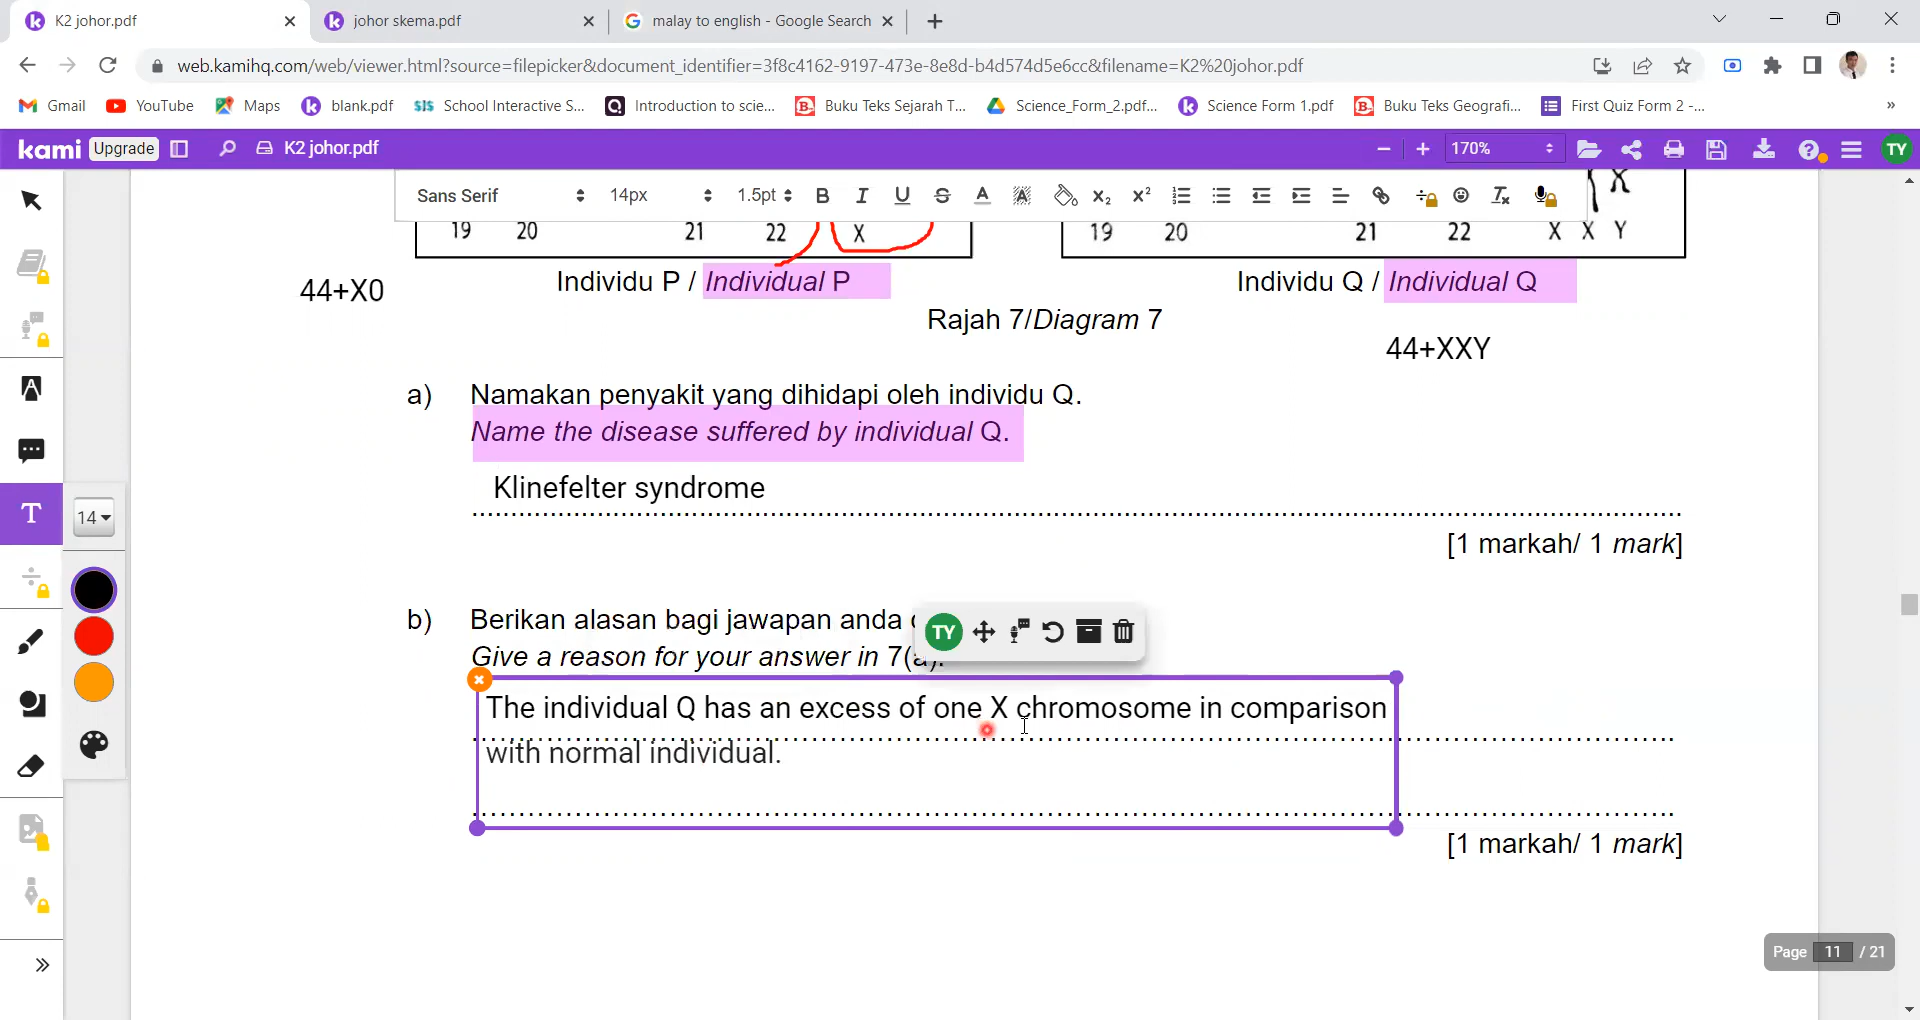 K2 johor.pdf
johor skema.pdf
malay to english - Google Search
web.kamihq.com/web/viewer.html?source=filepicker&document_identifier=3f8c4162-9197-473e-8e8d-b4d574d5e6cc&filename=K2%20johor.pdf
Gmail YouTube Maps blank.pdf School Interactive S... Introduction to scie... Buku Teks Sejarah T... Science_Form_2.pdf... Science Form 1.pdf Buku Teks Geografi... First Quiz Form 2 -...
kami Upgrade K2 johor.pdf 170% TY
Sans Serif 14px 1.5pt
19 20 21 22 X
X
19 20 21 22 X X Y
Individu P / Individual P
Individu Q / Individual Q
44+X0
Rajah 7/Diagram 7
44+XXY
a) Namakan penyakit yang dihidapi oleh individu Q.
Name the disease suffered by individual Q.
Klinefelter syndrome
[1 markah/ 1 mark]
b) Berikan alasan bagi jawapan anda
TY
Give a reason for your answer in 7(a).
The individual Q has an excess of one X chromosome in comparison
with normal individual.
[1 markah/ 1 mark]
T 14
Page 11 / 21